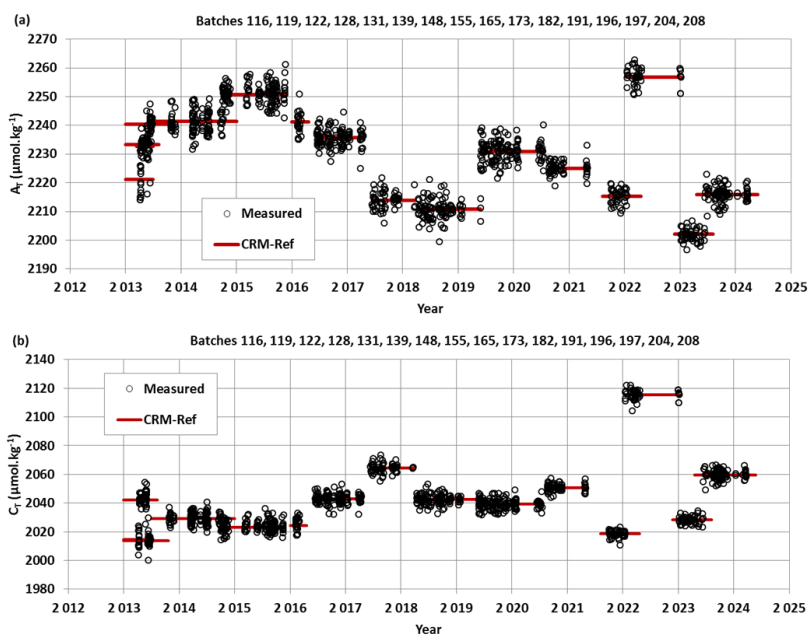 (a) Batches 116, 119, 122, 128, 131, 139, 148, 155, 165, 173, 182, 191, 196, 197, 204, 208
2270
2260
2250
2240
2230
2220
2210
2200
2190
A_T (µmol.kg⁻¹)
Measured
CRM-Ref
2 012 2 013 2 014 2 015 2 016 2 017 2 018 2 019 2 020 2 021 2 022 2 023 2 024 2 025
Year
(b) Batches 116, 119, 122, 128, 131, 139, 148, 155, 165, 173, 182, 191, 196, 197, 204, 208
2140
2120
2100
2080
2060
2040
2020
2000
1980
C_T (µmol.kg⁻¹)
Measured
CRM-Ref
2 012 2 013 2 014 2 015 2 016 2 017 2 018 2 019 2 020 2 021 2 022 2 023 2 024 2 025
Year